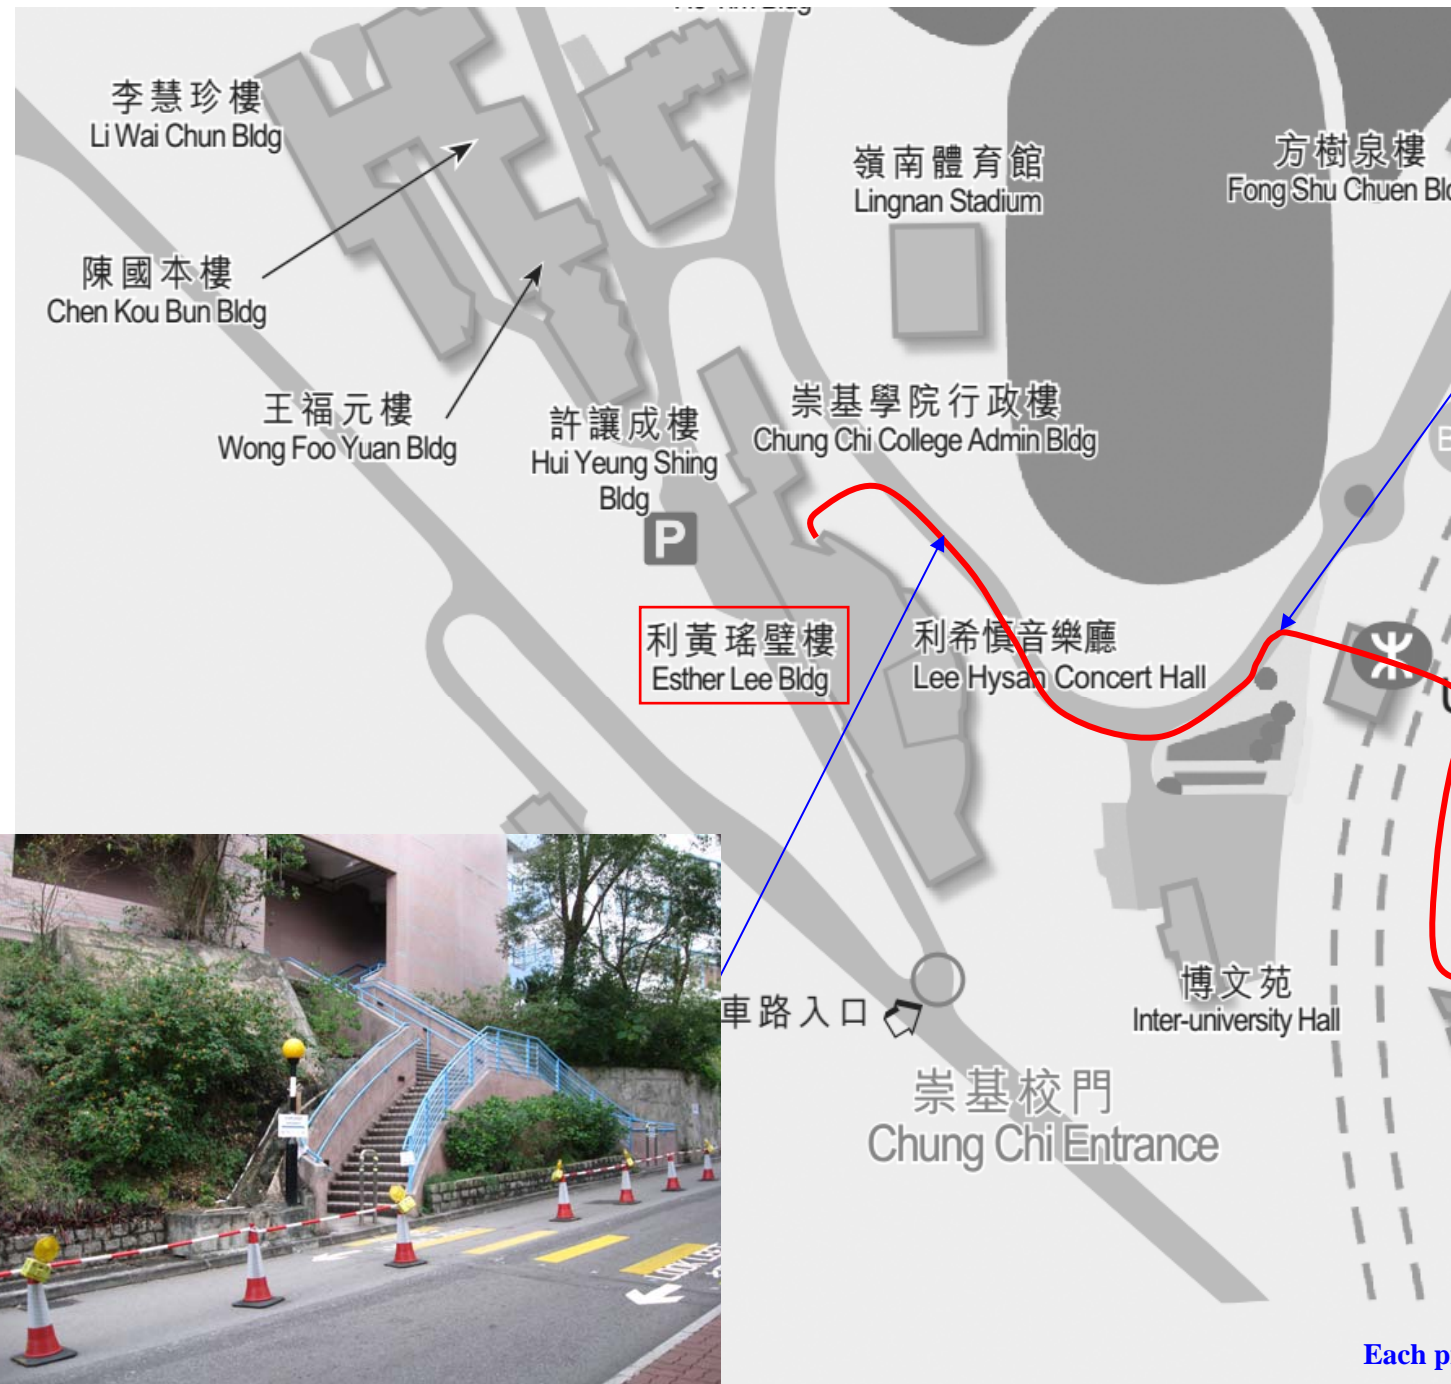 李慧珍樓
Li Wai Chun Bldg
嶺南體育館
Lingnan Stadium
方樹泉樓
Fong Shu Chuen
陳國本樓
Chen Kou Bun Bldg
王福元樓
Wong Foo Yuan Bldg
許讓成樓
Hui Yeung Shing
Bldg
崇基學院行政樓
Chung Chi College Admin Bldg
P
利黃瑤璧樓
Esther Lee Bldg
利希慎音樂廳
Lee Hysan Concert Hall
車路入口
博文苑
Inter-university Hall
崇基校門
Chung Chi Entrance
LOOK LEFT
Each